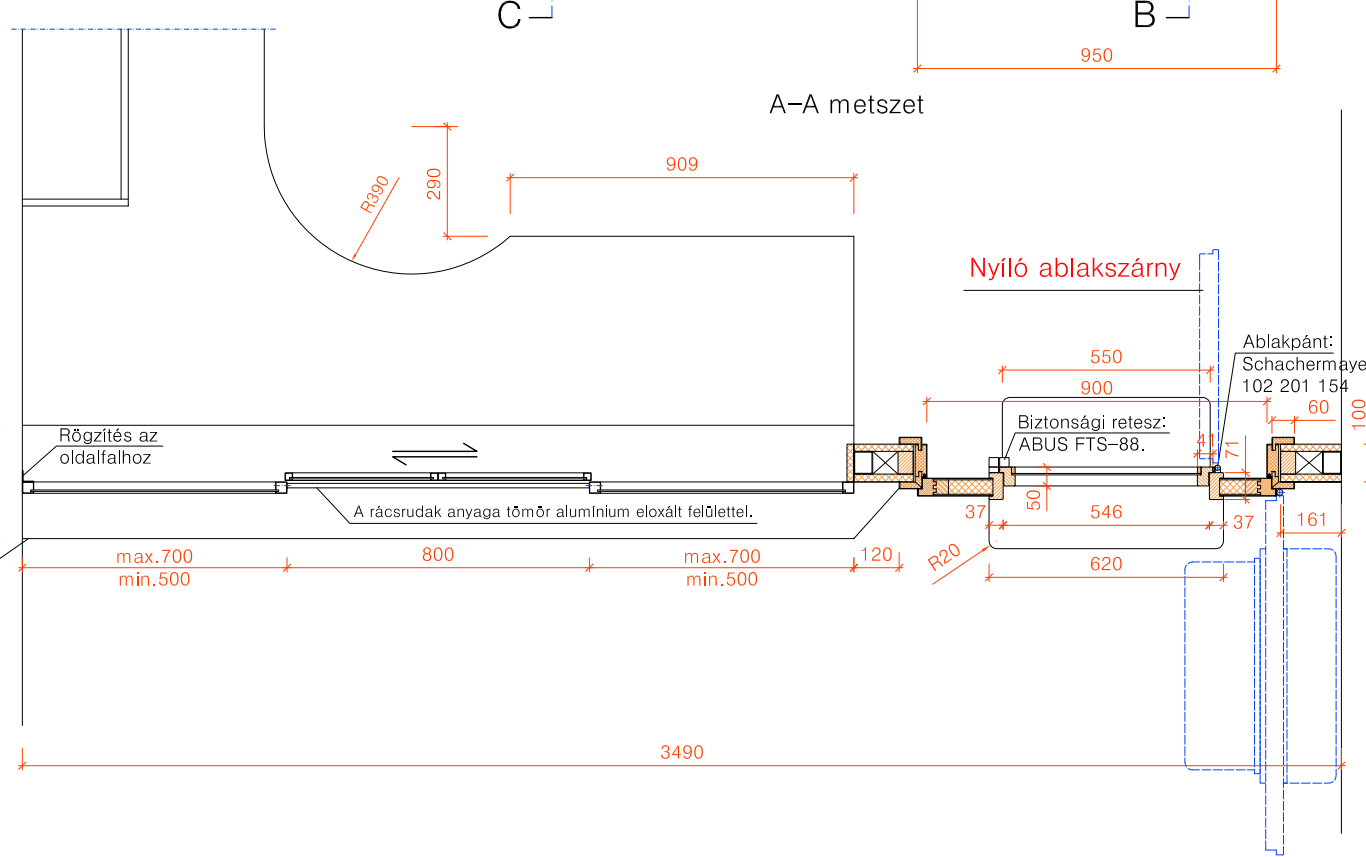 C
B
950
A–A metszet
909
R390
290
Nyíló ablakszárny
Ablakpánt:
Schachermaye
102 201 154
550
900
60
100
Biztonsági retesz:
ABUS FTS–88.
41
71
Rögzítés az
oldalfalhoz
A rácsrudak anyaga tömör alumínium eloxált felülettel.
50
37
546
37
161
max.700
min.500
800
max.700
min.500
120
R20
620
3490